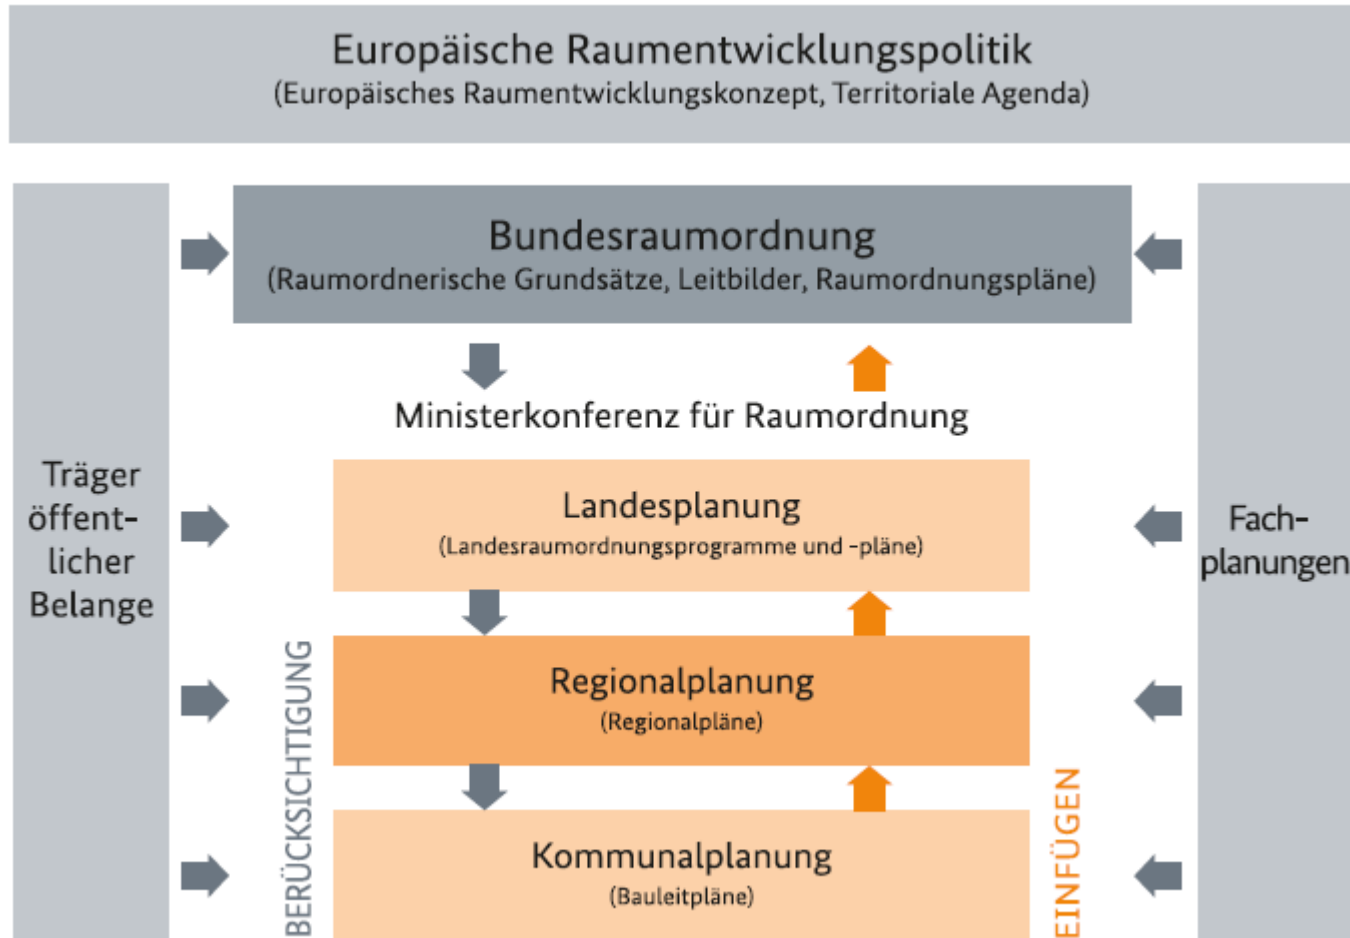 Europäische Raumentwicklungspolitik
(Europäisches Raumentwicklungskonzept, Territoriale Agenda)
Bundesraumordnung
(Raumordnerische Grundsätze, Leitbilder, Raumordnungspläne)
Ministerkonferenz für Raumordnung
Träger
öffent-
licher
Belange
Landesplanung
(Landesraumordnungsprogramme und -pläne)
Fach-
planungen
BERÜCKSICHTIGUNG
Regionalplanung
(Regionalpläne)
Kommunalplanung
(Bauleitpläne)
EINFÜGEN